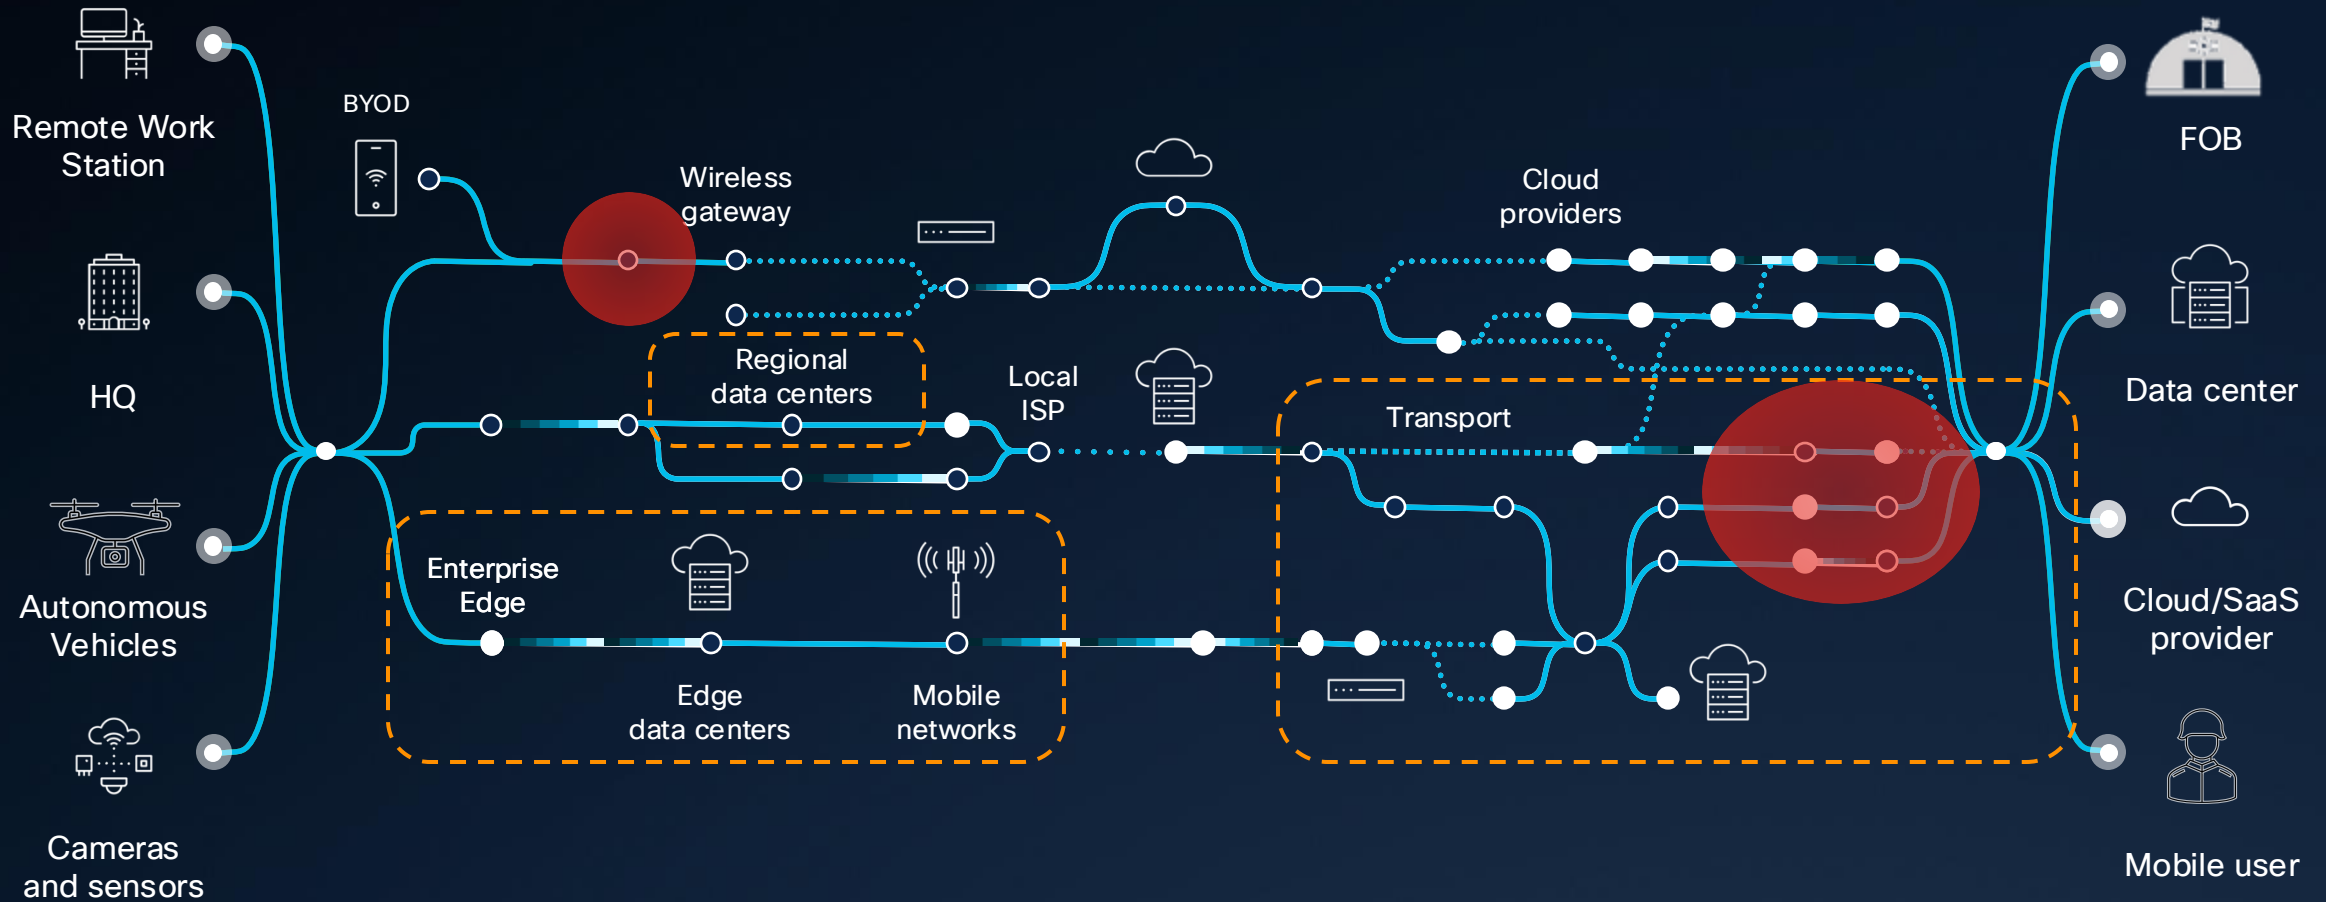 Remote Work
Station
HQ
Autonomous
Vehicles
Cameras
and sensors
BYOD
Wireless
gateway
Regional
data centers
Local
ISP
Enterprise
Edge
Edge
data centers
Mobile
networks
Cloud
providers
Transport
FOB
Data center
Cloud/SaaS
provider
Mobile user